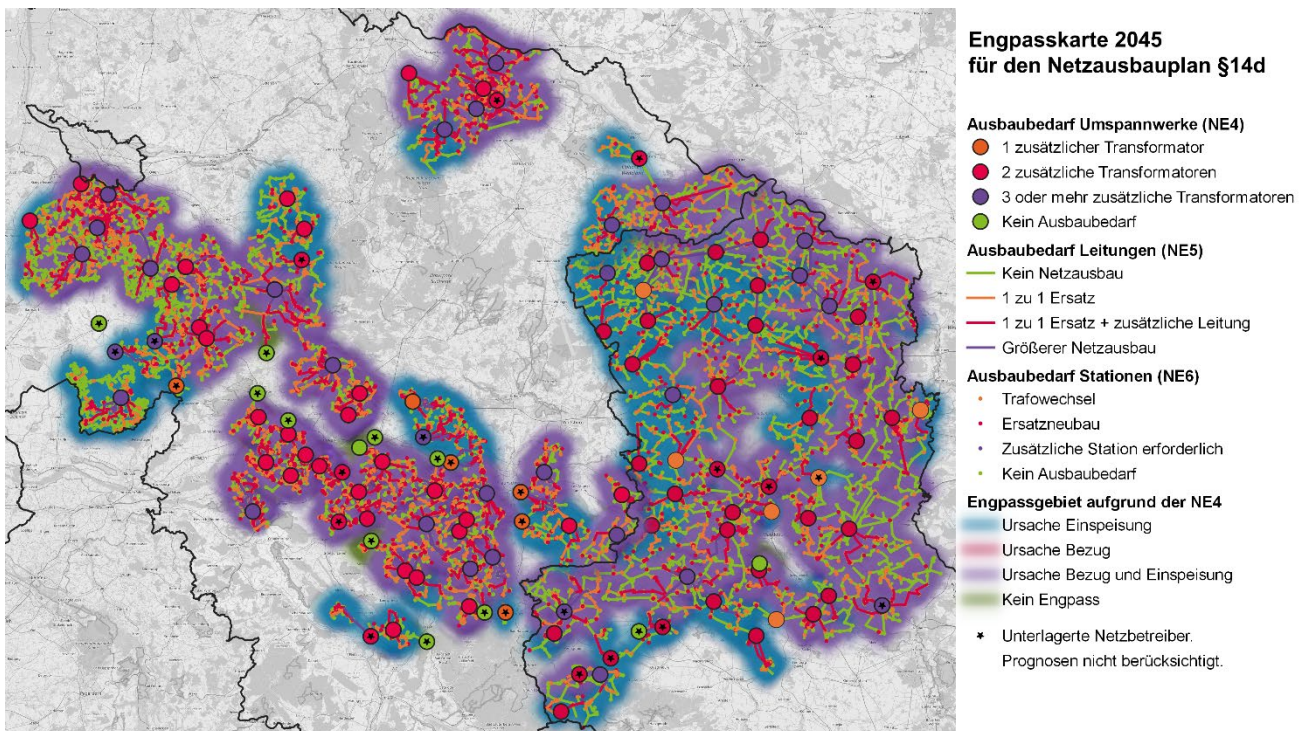 Engpasskarte 2045
für den Netzausbauplan §14d
Ausbaubedarf Umspannwerke (NE4)
1 zusätzlicher Transformator
2 zusätzliche Transformatoren
3 oder mehr zusätzliche Transformatoren
Kein Ausbaubedarf
Ausbaubedarf Leitungen (NE5)
Kein Netzausbau
1 zu 1 Ersatz
1 zu 1 Ersatz + zusätzliche Leitung
Größerer Netzausbau
Ausbaubedarf Stationen (NE6)
Trafowechsel
Ersatzneubau
Zusätzliche Station erforderlich
Kein Ausbaubedarf
Engpassgebiet aufgrund der NE4
Ursache Einspeisung
Ursache Bezug
Ursache Bezug und Einspeisung
Kein Engpass
Unterlagerte Netzbetreiber.
Prognosen nicht berücksichtigt.